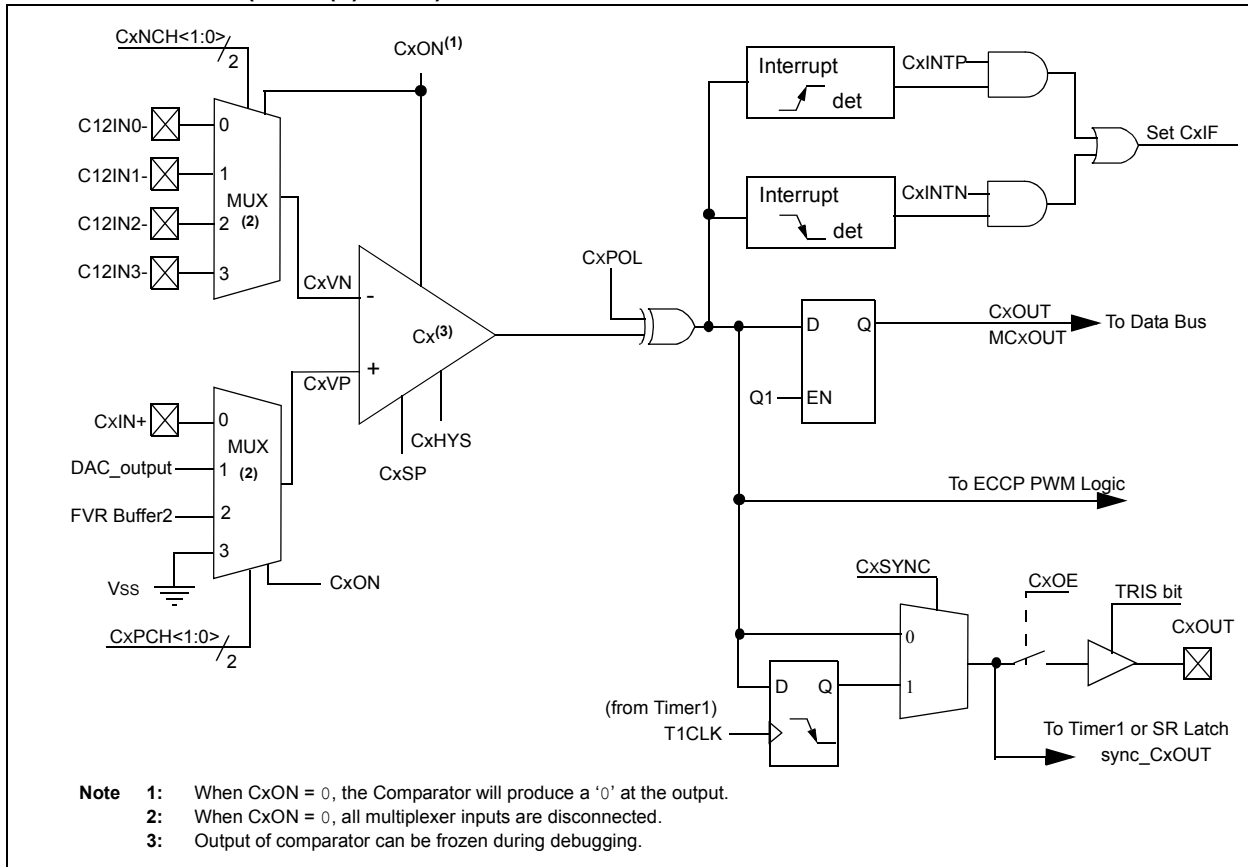 CxNCH<1:0>
2
CxON(1)
C12IN0-
C12IN1-
C12IN2-
C12IN3-
0
1
MUX
(2)
2
3
CxVN
-
Cx(3)
+
CxVP
CxHYS
CxSP
CxIN+
DAC_output
FVR Buffer2
VSS
0
MUX
1
(2)
2
3
CxON
CxPCH<1:0>
2
CxPOL
Interrupt
det
CxINTP
Interrupt
det
CxINTN
Set CxIF
D
Q
Q1
EN
CxOUT
MCxOUT
To Data Bus
To ECCP PWM Logic
CxSYNC
0
1
D
Q
(from Timer1)
T1CLK
CxOE
TRIS bit
CxOUT
To Timer1 or SR Latch
sync_CxOUT
Note 1: When CxON = 0, the Comparator will produce a ‘0’ at the output.
2: When CxON = 0, all multiplexer inputs are disconnected.
3: Output of comparator can be frozen during debugging.